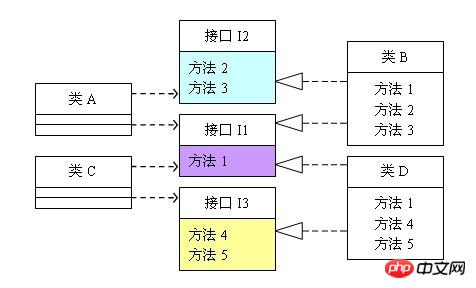 接口 I2
方法 2
方法 3
类 A
接口 I1
方法 1
类 C
接口 I3
方法 4
方法 5
类 B
方法 1
方法 2
方法 3
类 D
方法 1
方法 4
方法 5
php 中文网